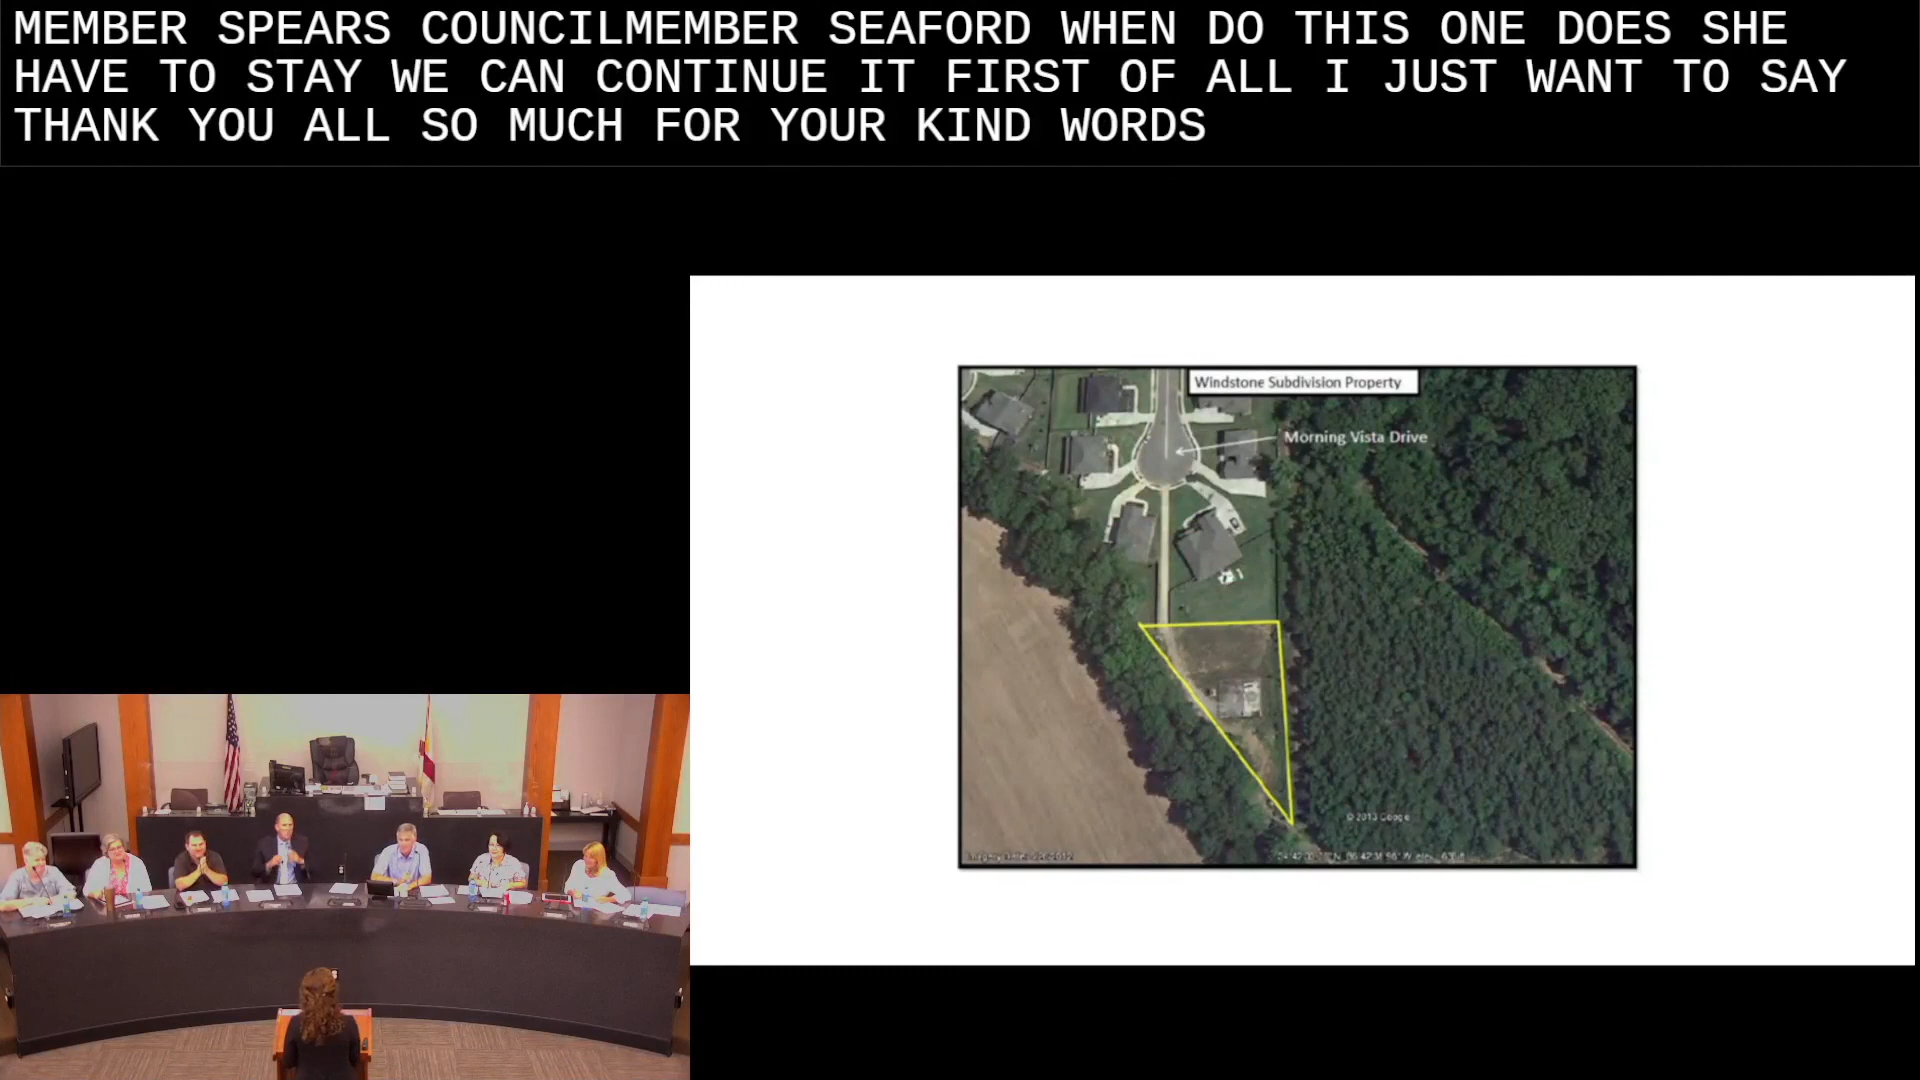 MEMBER SPEARS COUNCILMEMBER SEAFORD WHEN DO THIS ONE DOES SHE
HAVE TO STAY WE CAN CONTINUE IT FIRST OF ALL I JUST WANT TO SAY
THANK YOU ALL SO MUCH FOR YOUR KIND WORDS
Windstone Subdivision Property
Morning Vista Drive
© 2013 Google